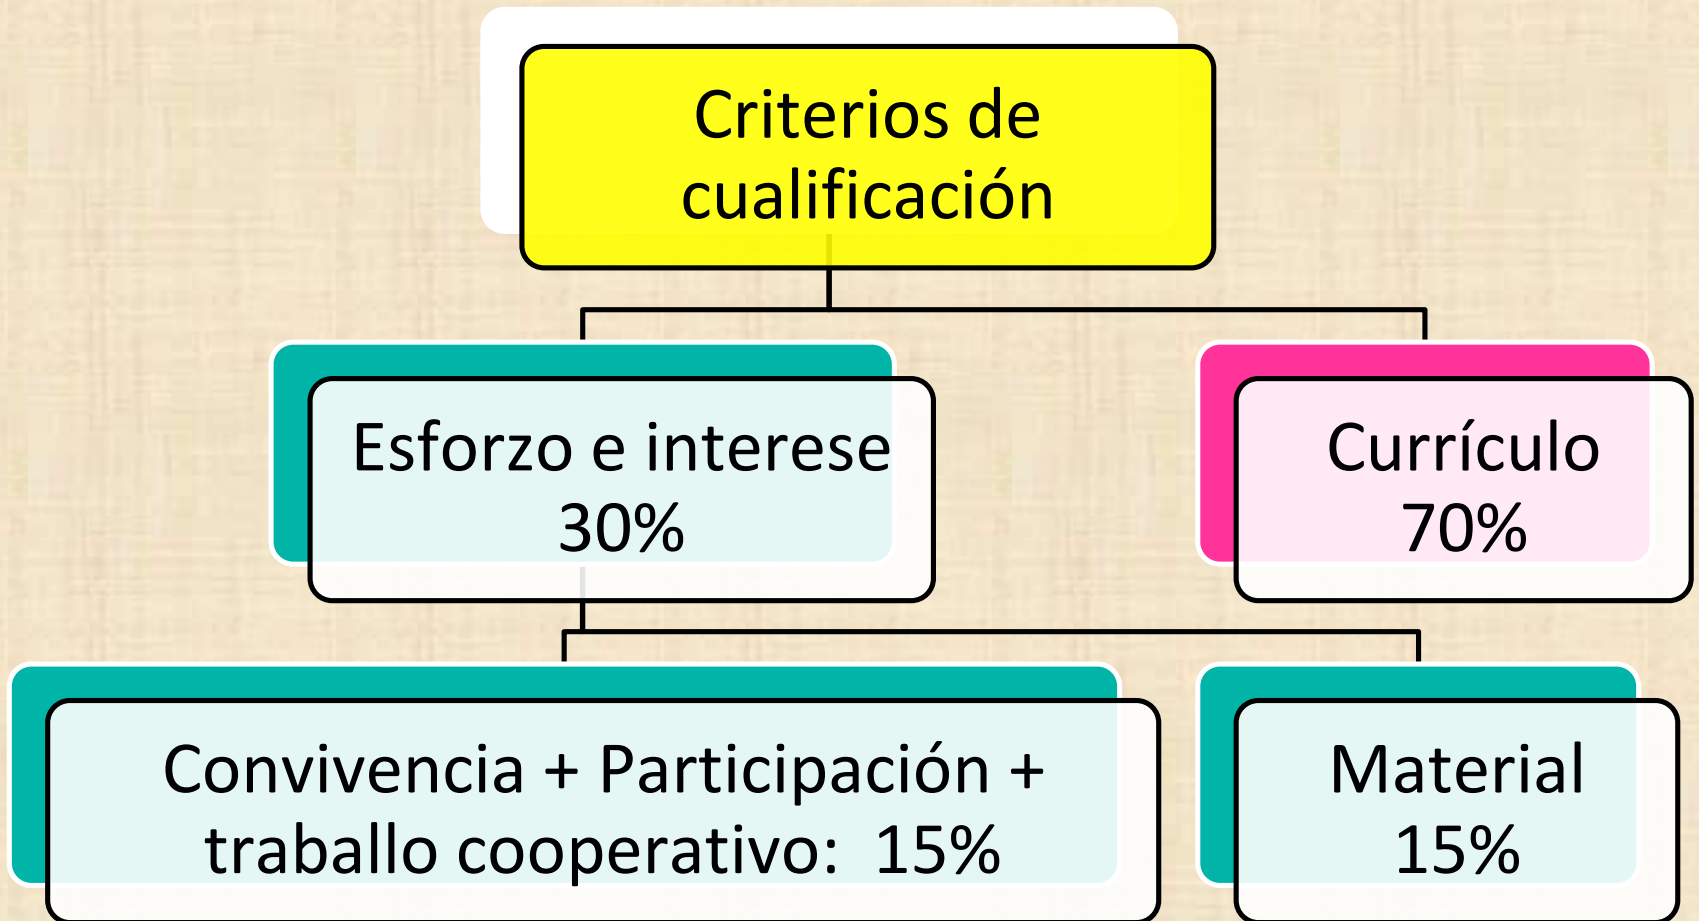 Criterios de
cualificación
Esforzo e interese
30%
Currículo
70%
Convivencia + Participación +
traballo cooperativo: 15%
Material
15%